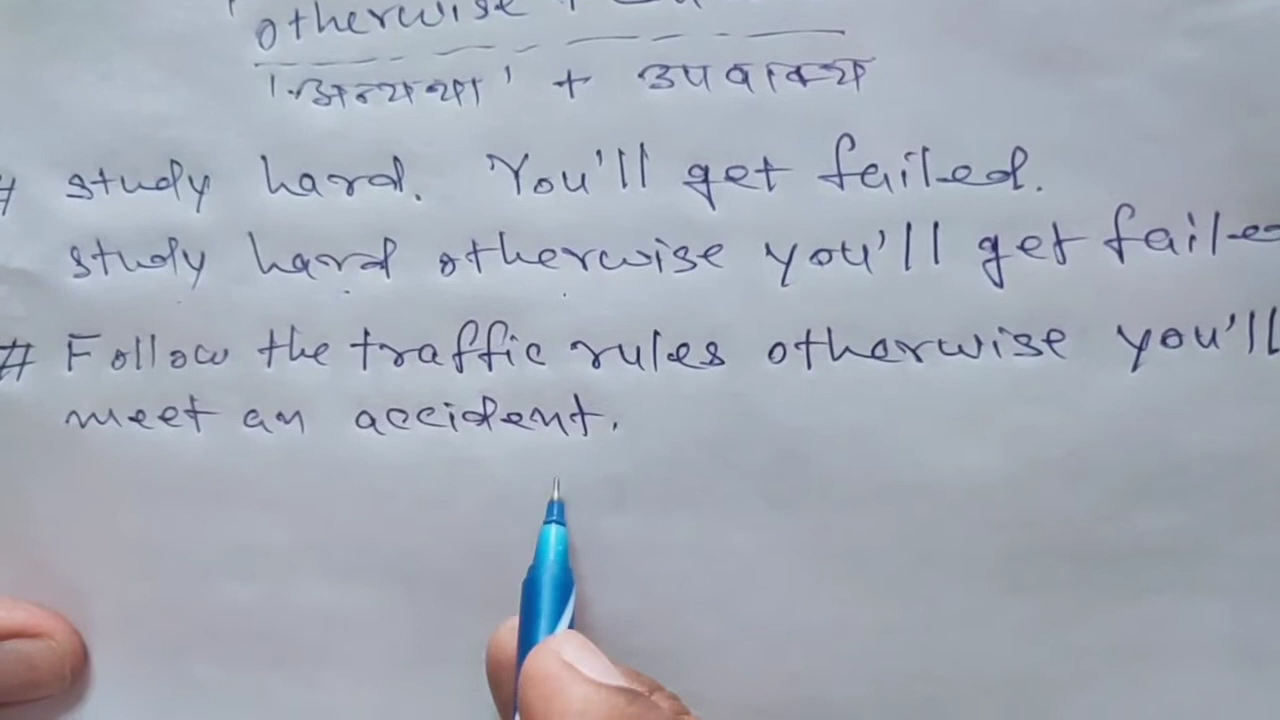 otherwise +
'अन्यथा' + उपवाक्य
# study hard. You'll get failed.
study hard otherwise you'll get faile
# Follow the traffic rules otherwise you'll
meet an accident.